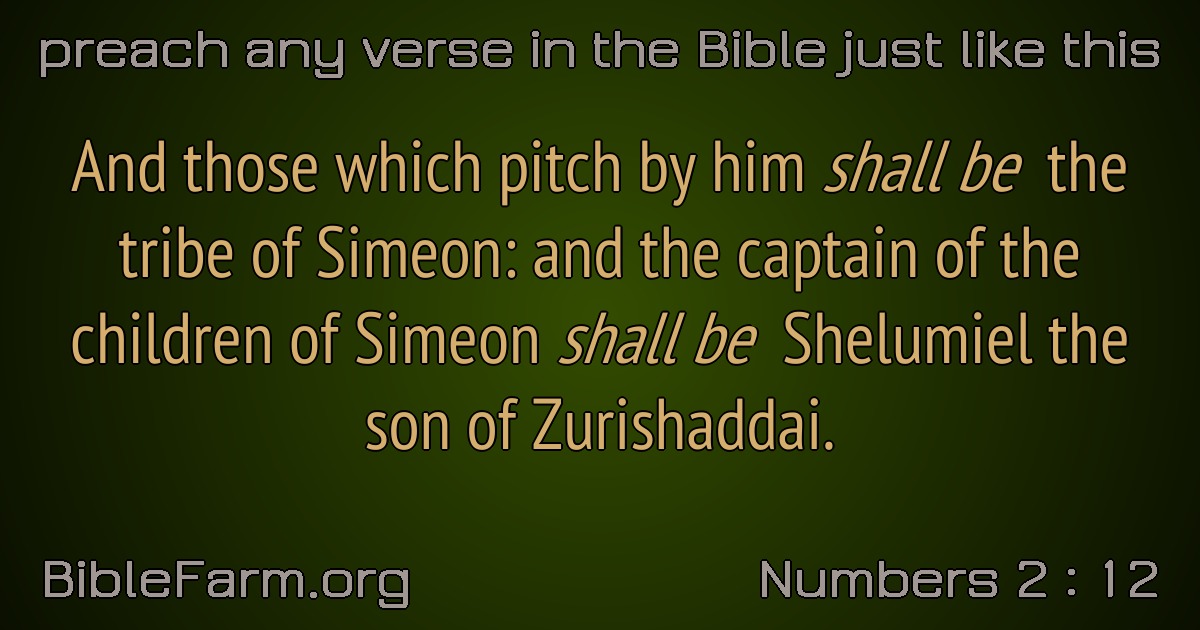 preach any verse in the Bible just like this
And those which pitch by him shall be the
tribe of Simeon: and the captain of the
children of Simeon shall be Shelumiel the
son of Zurishaddai.
BibleFarm.org
Numbers 2 : 12